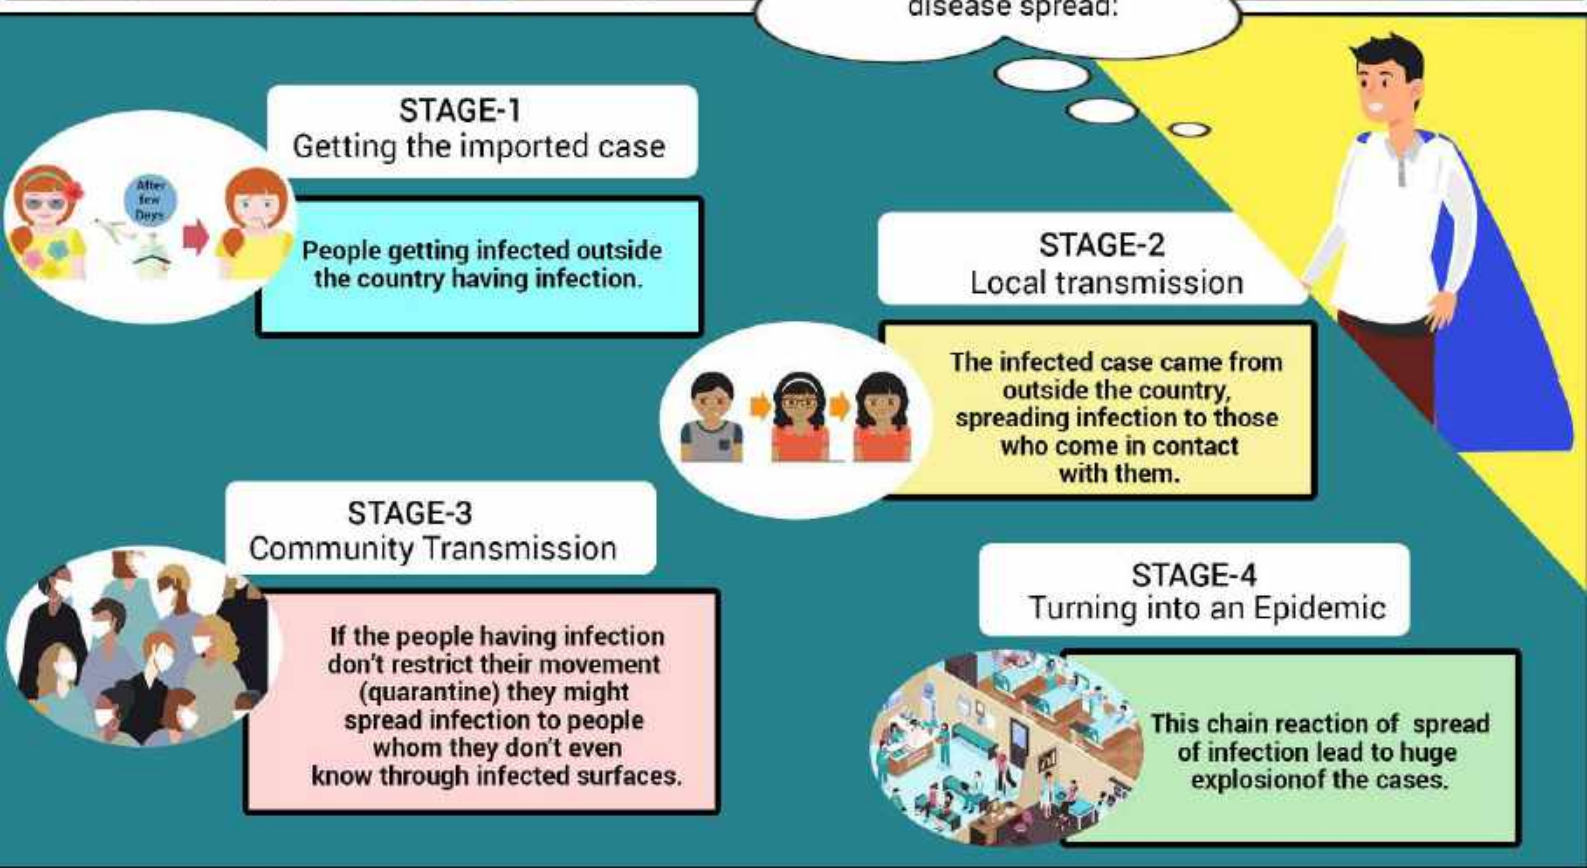 disease spread:
STAGE-1
Getting the imported case
After
few
Days
People getting infected outside
the country having infection.
STAGE-2
Local transmission
The infected case came from
outside the country,
spreading infection to those
who come in contact
with them.
STAGE-3
Community Transmission
If the people having infection
don't restrict their movement
(quarantine) they might
spread infection to people
whom they don't even
know through infected surfaces.
STAGE-4
Turning into an Epidemic
This chain reaction of spread
of infection lead to huge
explosionof the cases.